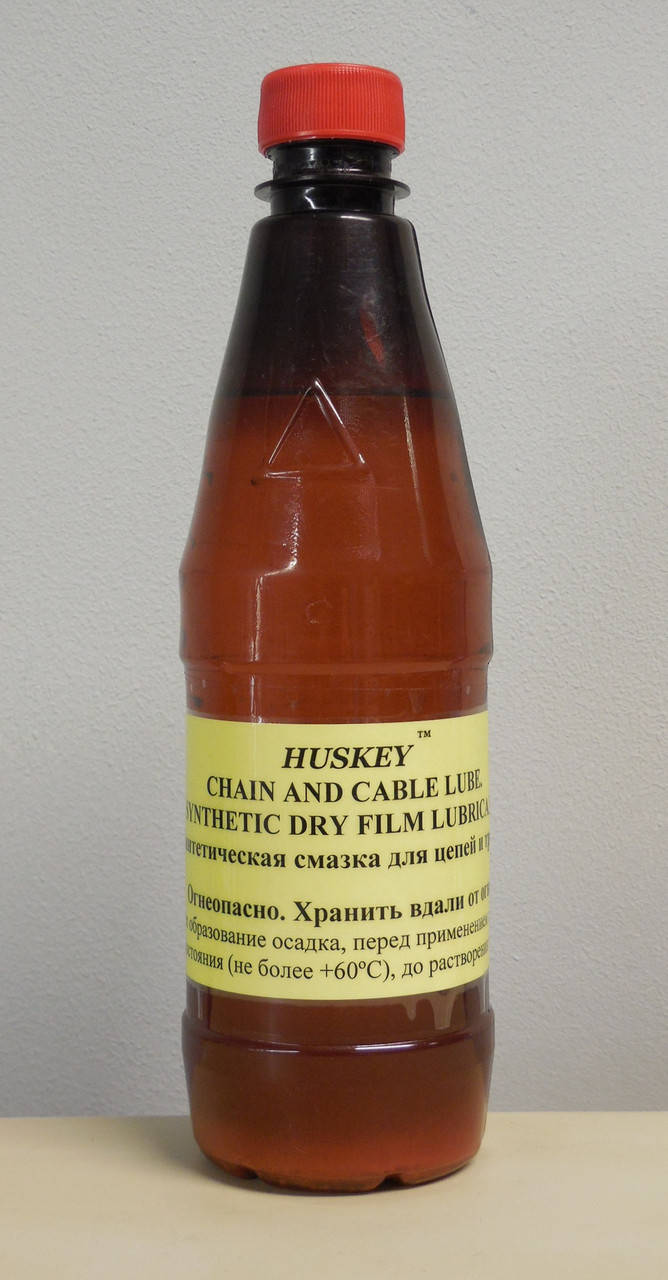 HUSKEY™
CHAIN AND CABLE LUBE.
SYNTHETIC DRY FILM LUBRICA
нтетическая смазка для цепей и тр
Огнеопасно. Хранить вдали от ог
образование осадка, перед применением
стояния (не более +60°С), до растворени